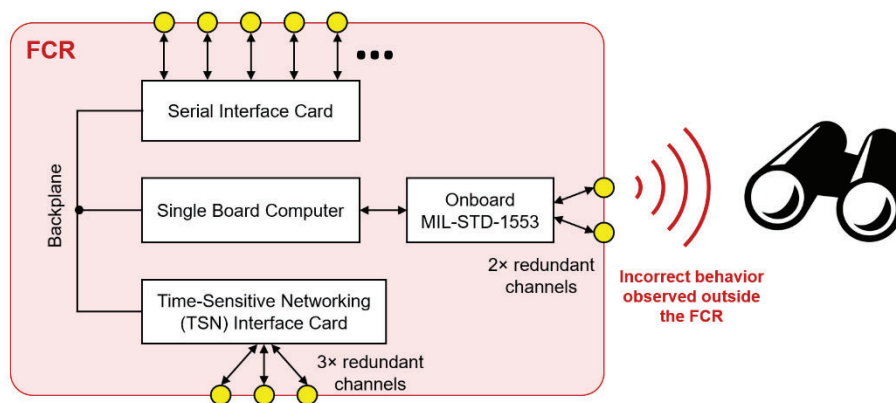 FCR
Serial Interface Card
Backplane
Single Board Computer
Onboard
MIL-STD-1553
2× redundant
channels
Incorrect behavior
observed outside
the FCR
Time-Sensitive Networking
(TSN) Interface Card
3× redundant
channels